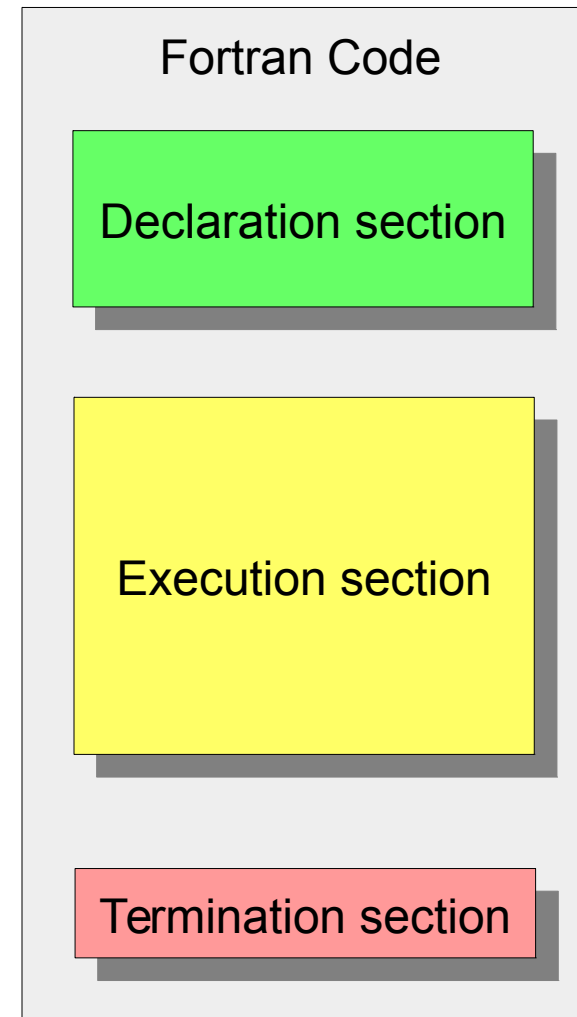 Fortran Code
Declaration section
Execution section
Termination section